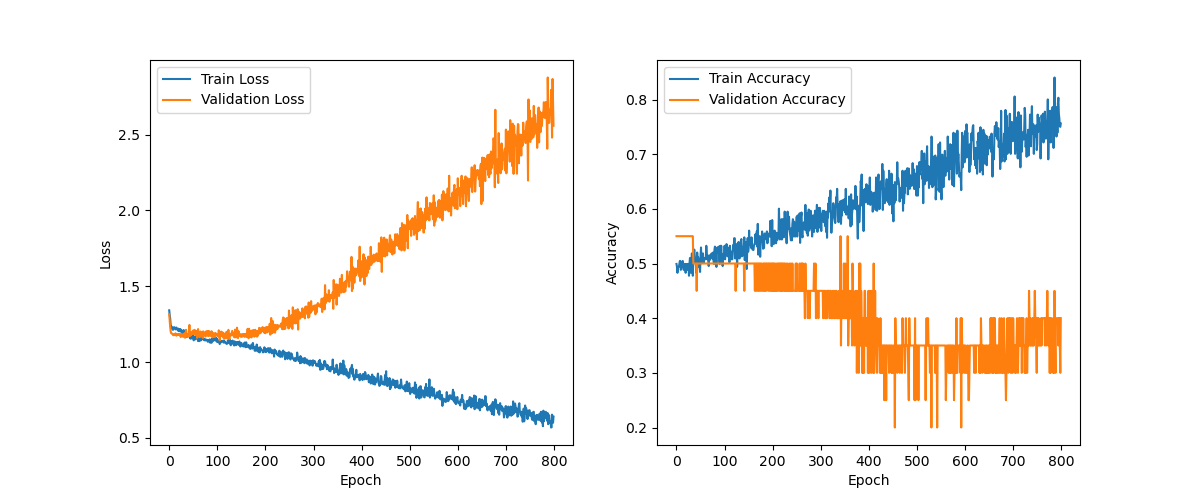 Train Loss
Validation Loss
2.5
2.0
1.5
1.0
0.5
Loss
0 100 200 300 400 500 600 700 800
Epoch
Train Accuracy
Validation Accuracy
0.8
0.7
0.6
0.5
0.4
0.3
0.2
Accuracy
0 100 200 300 400 500 600 700 800
Epoch